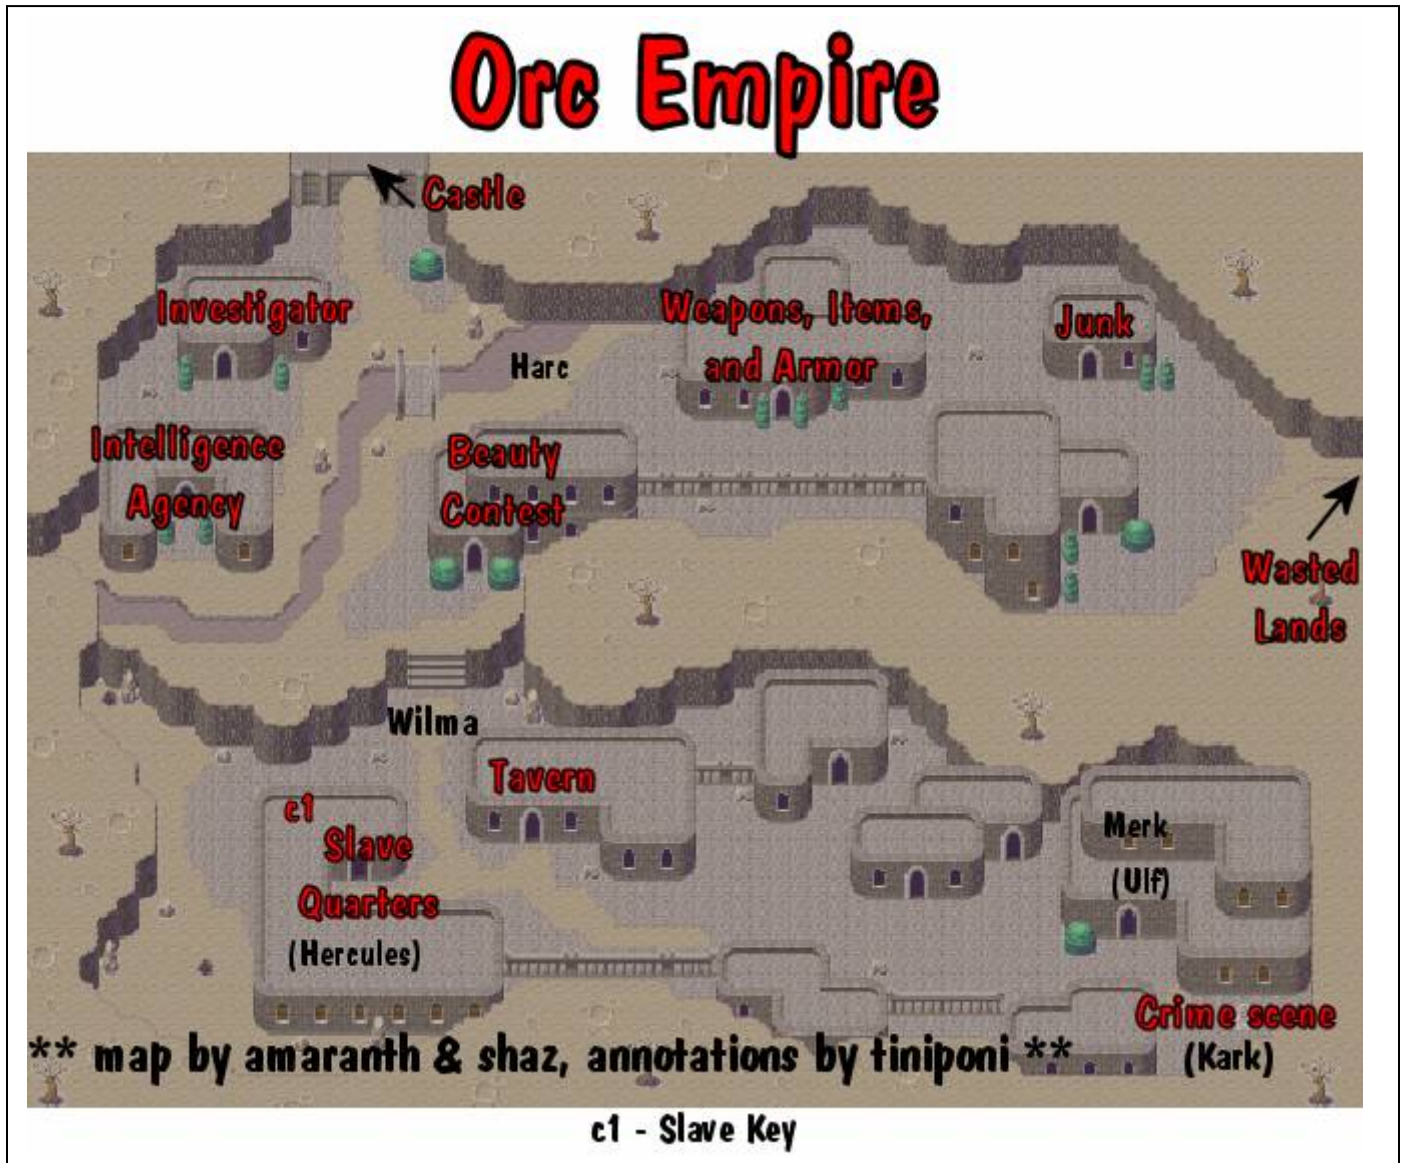 Orc Empire
Castle
Investigator
Weapons, Items,
and Armor
Junk
Harc
Intelligence
Agency
Beauty
Contest
Wasted
Lands
Wilma
Tavern
c1
Slave
Quarters
(Hercules)
Merk
(Ulf)
Crime scene
(Kark)
** map by amaranth & shaz, annotations by tiniponi **
c1 - Slave Key